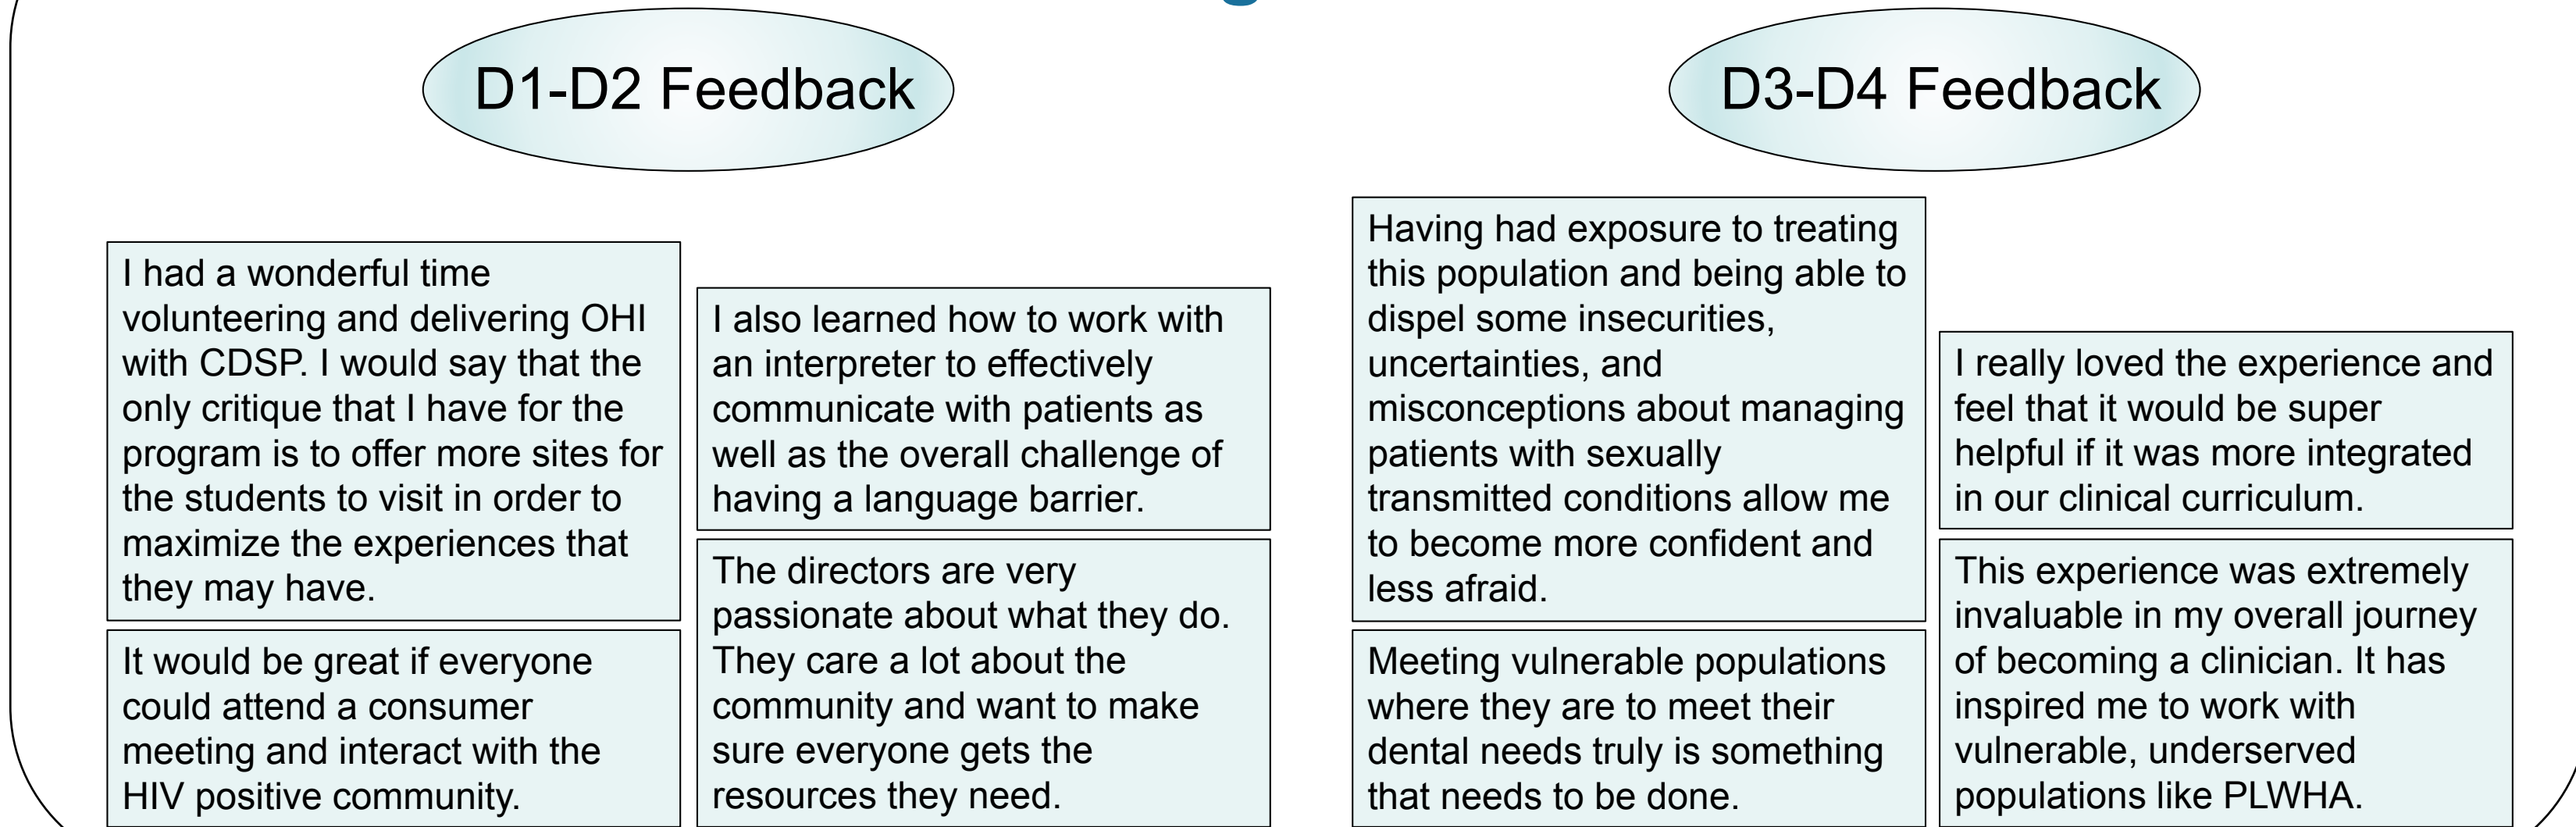 D1-D2 Feedback
I had a wonderful time
volunteering and delivering OHI
with CDSP. I would say that the
only critique that I have for the
program is to offer more sites for
the students to visit in order to
maximize the experiences that
they may have.
It would be great if everyone
could attend a consumer
meeting and interact with the
HIV positive community.
I also learned how to work with
an interpreter to effectively
communicate with patients as
well as the overall challenge of
having a language barrier.
The directors are very
passionate about what they do.
They care a lot about the
community and want to make
sure everyone gets the
resources they need.
D3-D4 Feedback
Having had exposure to treating
this population and being able to
dispel some insecurities,
uncertainties, and
misconceptions about managing
patients with sexually
transmitted conditions allow me
to become more confident and
less afraid.
Meeting vulnerable populations
where they are to meet their
dental needs truly is something
that needs to be done.
I really loved the experience and
feel that it would be super
helpful if it was more integrated
in our clinical curriculum.
This experience was extremely
invaluable in my overall journey
of becoming a clinician. It has
inspired me to work with
vulnerable, underserved
populations like PLWHA.